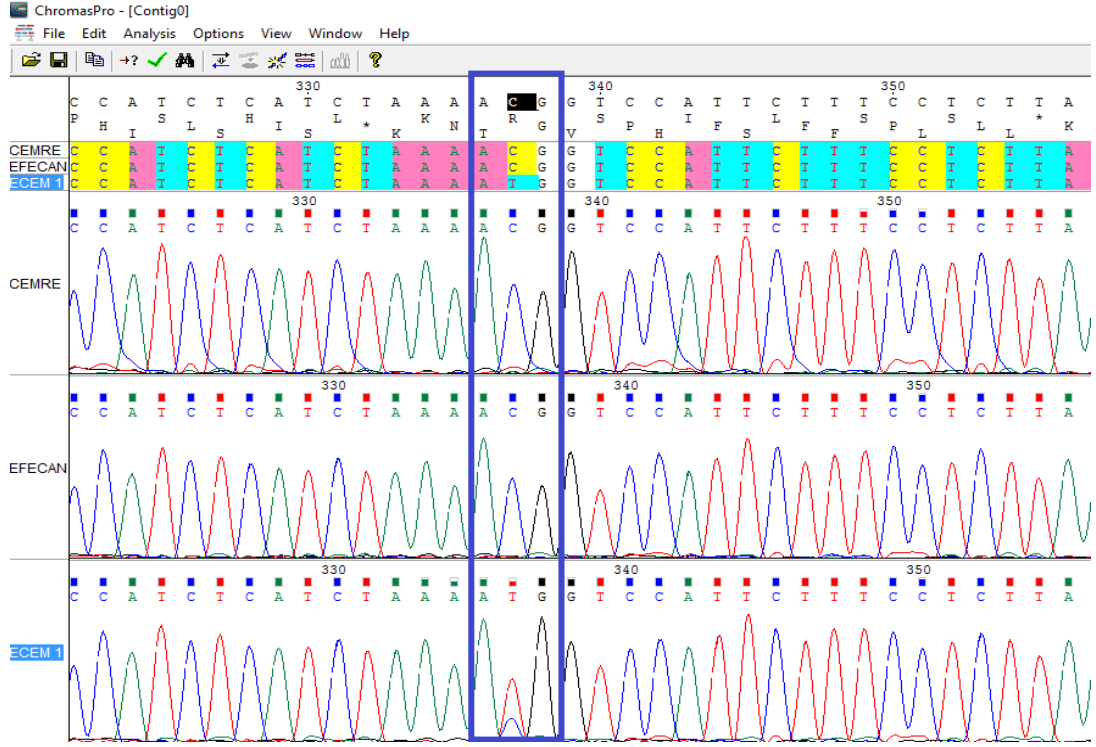 ChromasPro - [Contig0]
File Edit Analysis Options View Window Help
330 340 350
C C A T C T C A T C T A A A A C G G T C C A T T C T T T C C T C T T A
P S H L K R S I L S S *
H L I * N G P F F P L K
I S S K T V H S F L L
CEMRE C C A T C T C A T C T A A A A C G G T C C A T T C T T T C C T C T T A
EFECAN C C A T C T C A T C T A A A A C G G T C C A T T C T T T C C T C T T A
ECEM 1 C C A T C T C A T C T A A A A T G G T C C A T T C T T T C C T C T T A
330 340 350
C C A T C T C A T C T A A A A C G G T C C A T T C T T T C C T C T T A
CEMRE
330 340 350
C C A T C T C A T C T A A A A C G G T C C A T T C T T T C C T C T T A
EFECAN
330 340 350
C C A T C T C A T C T A A A A T G G T C C A T T C T T T C C T C T T A
ECEM 1